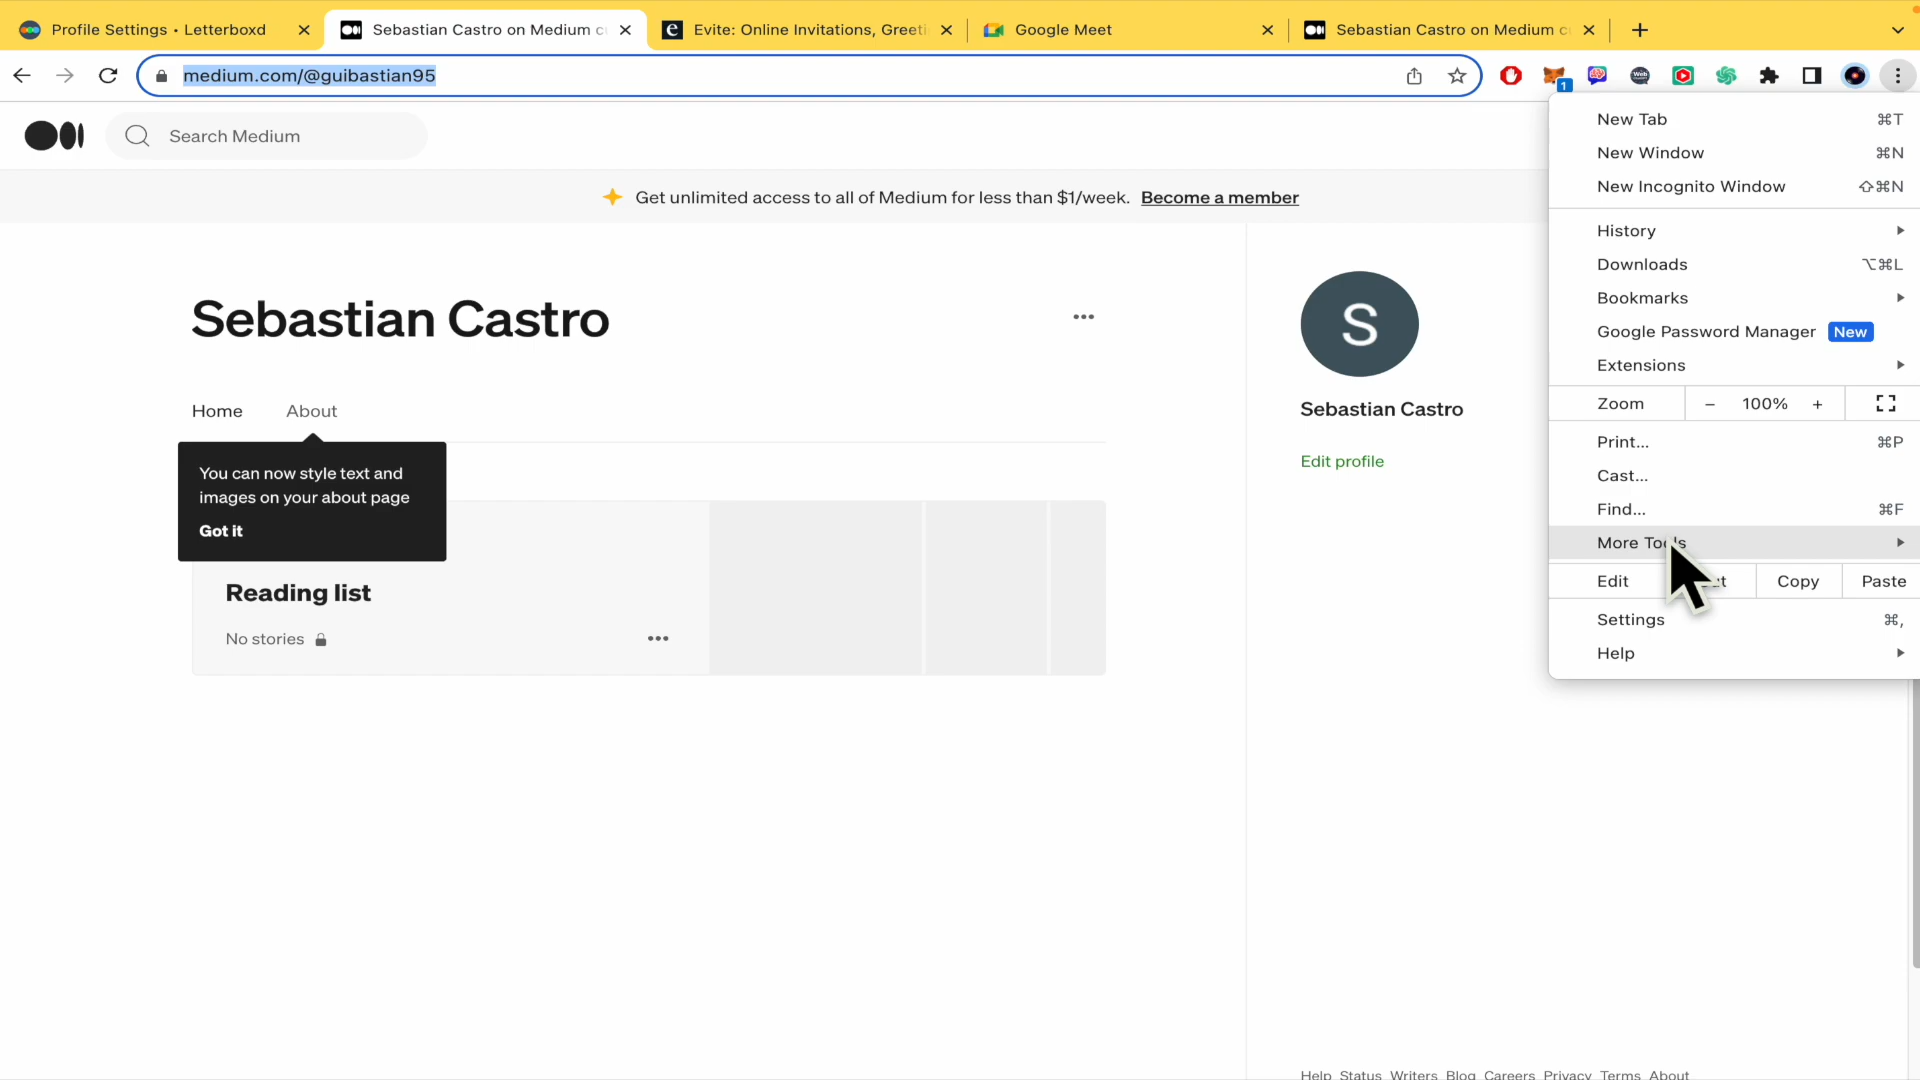 Profile Settings • Letterboxd
Sebastian Castro on Medium
Evite: Online Invitations, Greeti
Google Meet
Sebastian Castro on Medium
medium.com/@guibastian95
1
Search Medium
Get unlimited access to all of Medium for less than $1/week. Become a member
Sebastian Castro
Home About
You can now style text and
images on your about page
Got it
Reading list
No stories
S
Sebastian Castro
Edit profile
New Tab ⌘T
New Window ⌘N
New Incognito Window ⇧⌘N
History
Downloads ⌥⌘L
Bookmarks
Google Password Manager New
Extensions
Zoom − 100% +
Print... ⌘P
Cast...
Find... ⌘F
More Tools
Edit Copy Paste
Settings ⌘,
Help
Help Status Writers Blog Careers Privacy Terms About